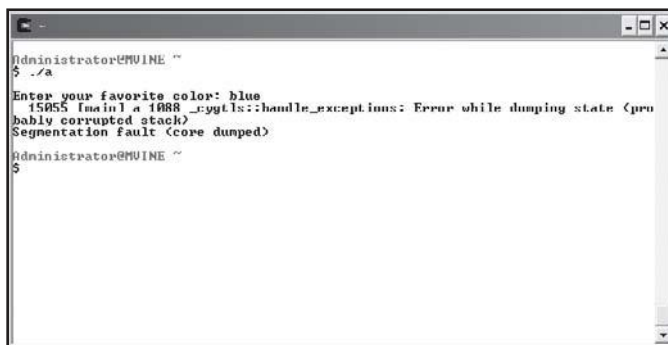 ~
Administrator@MVINE ~
$ ./a
Enter your favorite color: blue
15055 [main] a 1088 _cygtls::handle_exceptions: Error while dumping state (pro
bably corrupted stack)
Segmentation fault (core dumped)
Administrator@MVINE ~
$